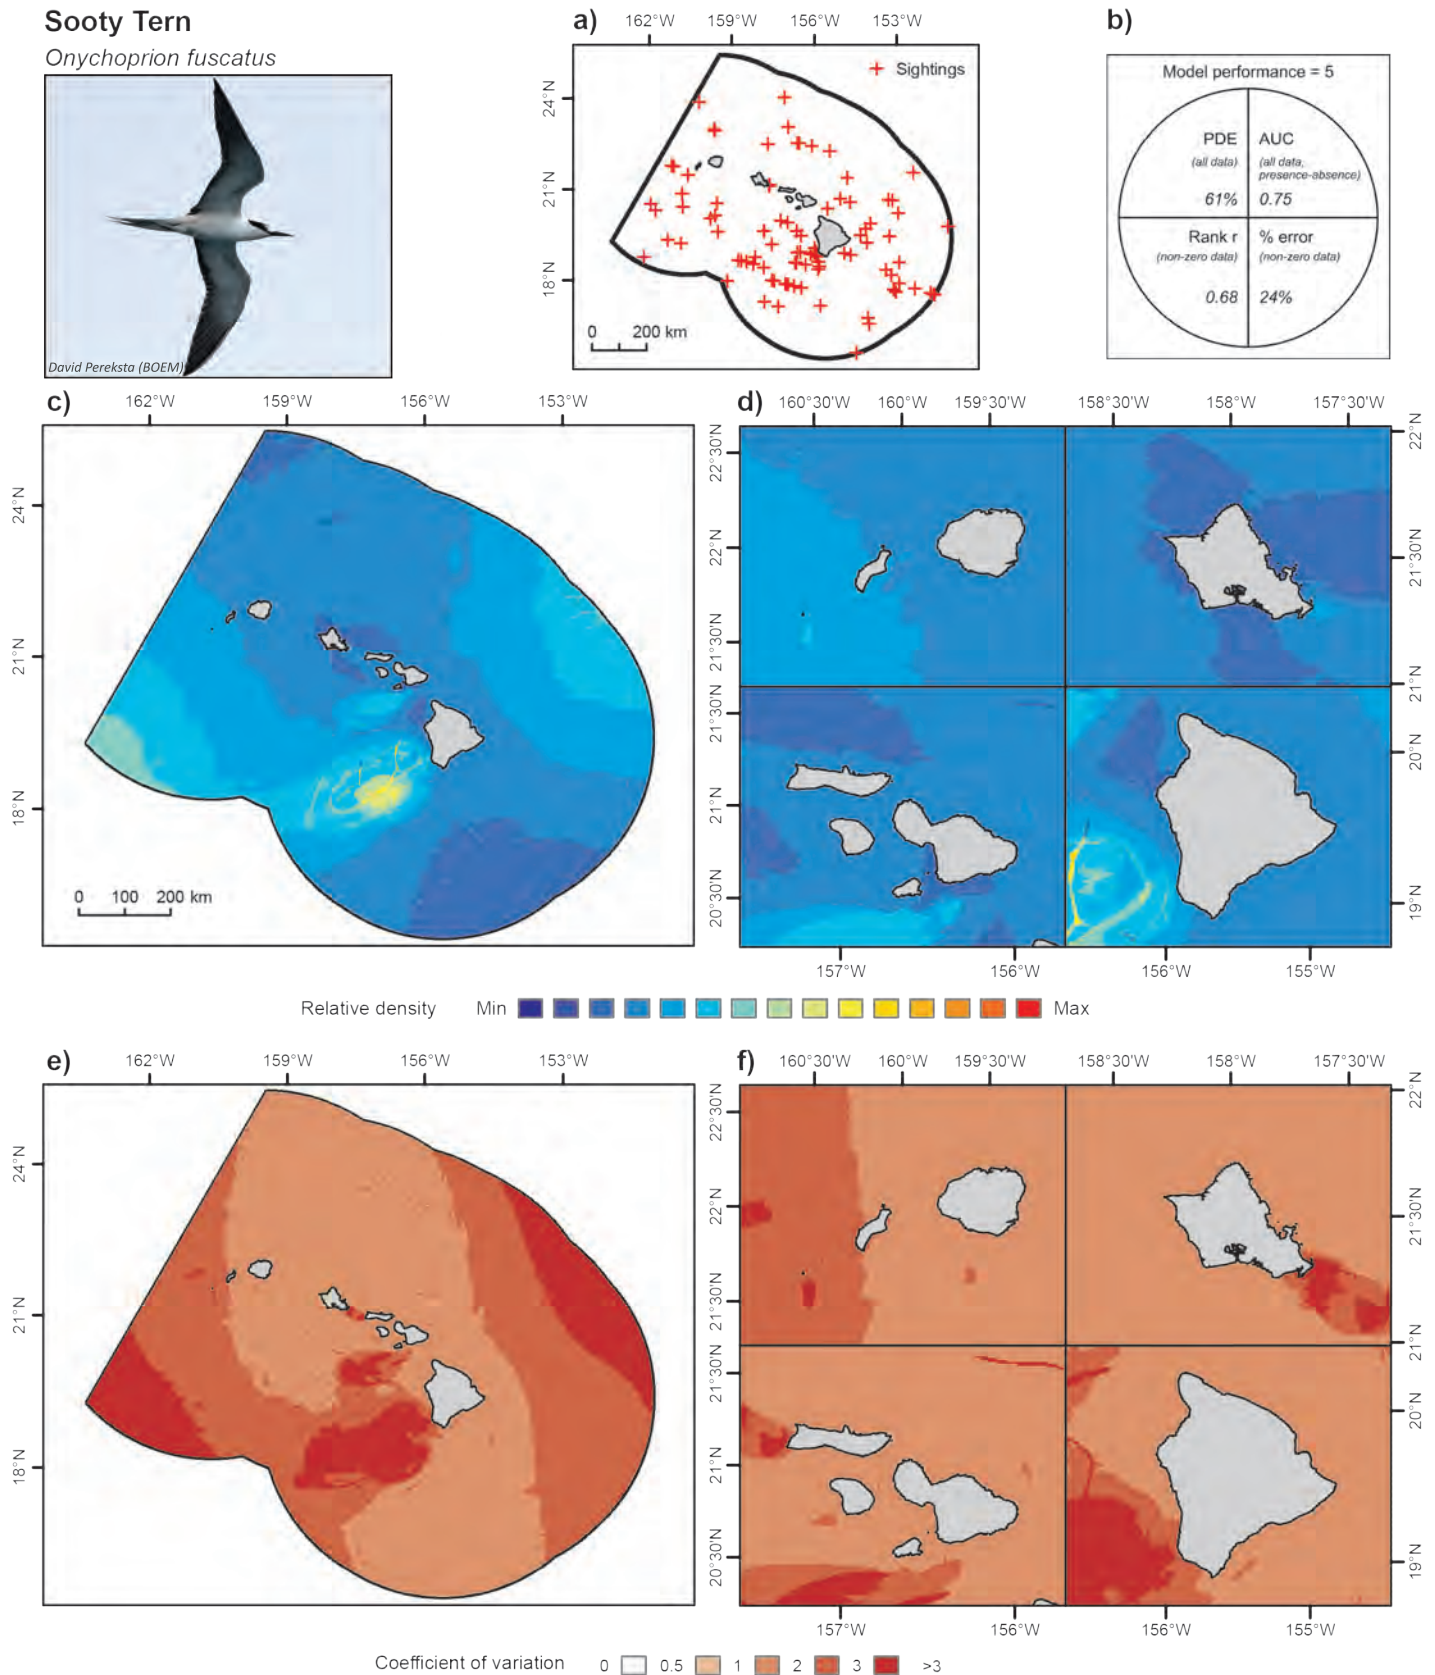 Sooty Tern
Onychoprion fuscatus
David Pereksta (BOEM)
a)
162°W 159°W 156°W 153°W
24°N
21°N
18°N
Sightings
0 200 km
b)
Model performance = 5
PDE
(all data)
61%
AUC
(all data,
presence-absence)
0.75
Rank r
(non-zero data)
0.68
% error
(non-zero data)
24%
c)
162°W 159°W 156°W 153°W
24°N
21°N
18°N
0 100 200 km
d)
160°30'W 160°W 159°30'W 158°30'W 158°W 157°30'W
22°30'N
22°N
21°30'N
22°N
21°30'N
21°N
21°30'N
21°N
20°30'N
20°N
19°N
157°W 156°W 156°W 155°W
Relative density Min Max
e)
162°W 159°W 156°W 153°W
24°N
21°N
18°N
f)
160°30'W 160°W 159°30'W 158°30'W 158°W 157°30'W
22°30'N
22°N
21°30'N
22°N
21°30'N
21°N
21°30'N
21°N
20°30'N
20°N
19°N
157°W 156°W 156°W 155°W
Coefficient of variation 0 0.5 1 2 3 >3